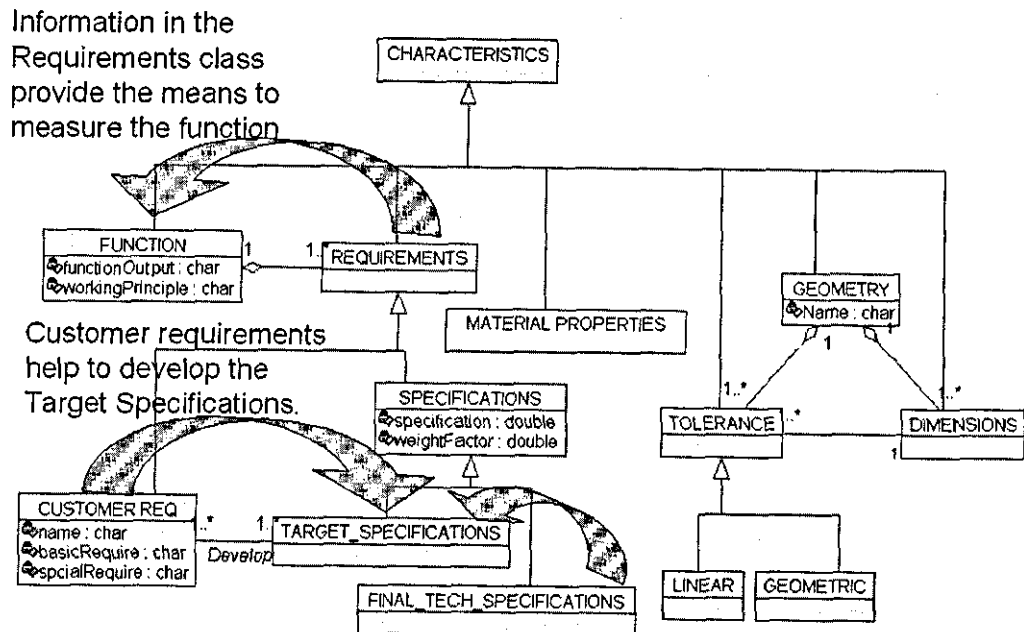 Information in the
Requirements class
provide the means to
measure the function
CHARACTERISTICS
FUNCTION
functionOutput : char
workingPrinciple : char
1
1..*
REQUIREMENTS
MATERIAL PROPERTIES
GEOMETRY
Name : char
1
1
1..*
1..*
TOLERANCE
1..*
1
DIMENSIONS
Customer requirements
help to develop the
Target Specifications.
SPECIFICATIONS
specification : double
weightFactor : double
CUSTOMER REQ
name : char
basicRequire : char
spcialRequire : char
..*
Develop
1..*
TARGET_SPECIFICATIONS
FINAL_TECH_SPECIFICATIONS
LINEAR
GEOMETRIC